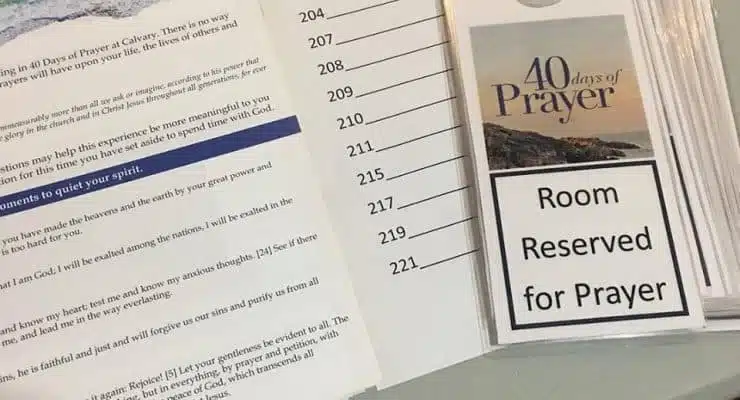 ing in 40 Days of Prayer at Calvary. There is no way
rayers will have upon your life, the lives of others and
mmeasurably more than all we ask or imagine, according to his power that
glory in the church and in Christ Jesus throughout all generations, for ever
stions may help this experience be more meaningful to you
ion for this time you have set aside to spend time with God.
oments to quiet your spirit.
you have made the heavens and the earth by your great power and
is too hard for you.
hat I am God; I will be exalted among the nations, I will be exalted in the
and know my heart; test me and know my anxious thoughts. [24] See if there
me, and lead me in the way everlasting.
ins, he is faithful and just and will forgive us our sins and purify us from all
it again: Rejoice! [5] Let your gentleness be evident to all. The
but in everything, by prayer and petition, with
peace of God, which transcends all
Jesus.
204
207
208
209
210
211
215
217
219
221
40 days of
Prayer
Room
Reserved
for Prayer